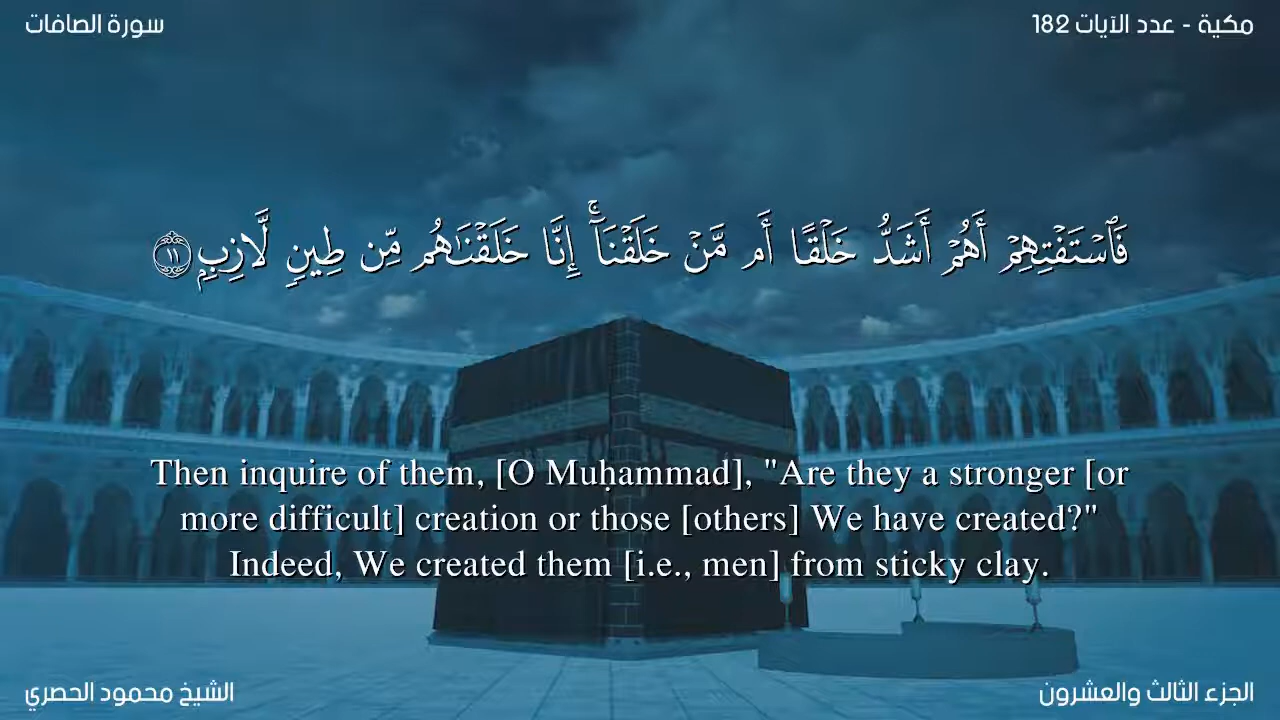 سورة الصافات
مكية - عدد الآيات 182
فَٱسۡتَفۡتِهِمۡ أَهُمۡ أَشَدُّ خَلۡقًا أَم مَّنۡ خَلَقۡنَآۚ إِنَّا خَلَقۡنَٰهُم مِّن طِينٖ لَّازِبِۭ ١١
Then inquire of them, [O Muḥammad], "Are they a stronger [or
more difficult] creation or those [others] We have created?"
Indeed, We created them [i.e., men] from sticky clay.
الشيخ محمود الحصري
الجزء الثالث والعشرون